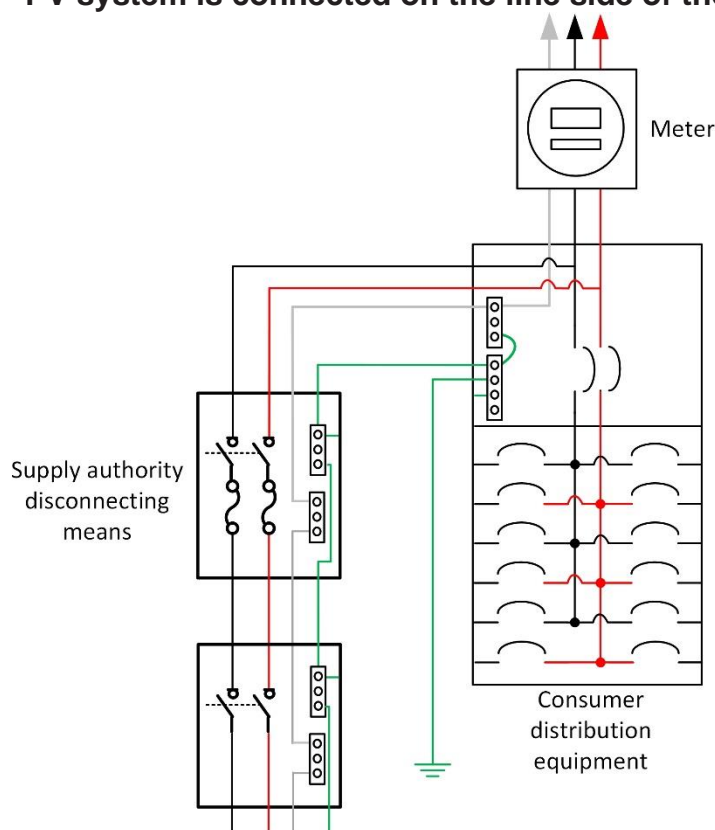 PV system is connected on the line side of the
Meter
Supply authority
disconnecting
means
Consumer
distribution
equipment